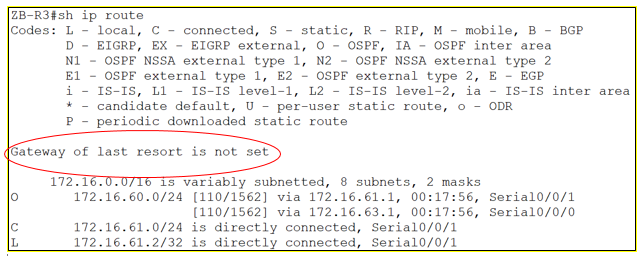 ZB-R3#sh ip route
Codes: L - local, C - connected, S - static, R - RIP, M - mobile, B - BGP
D - EIGRP, EX - EIGRP external, O - OSPF, IA - OSPF inter area
N1 - OSPF NSSA external type 1, N2 - OSPF NSSA external type 2
E1 - OSPF external type 1, E2 - OSPF external type 2, E - EGP
i - IS-IS, L1 - IS-IS level-1, L2 - IS-IS level-2, ia - IS-IS inter area
* - candidate default, U - per-user static route, o - ODR
P - periodic downloaded static route
Gateway of last resort is not set
172.16.0.0/16 is variably subnetted, 8 subnets, 2 masks
O 172.16.60.0/24 [110/1562] via 172.16.61.1, 00:17:56, Serial0/0/1
[110/1562] via 172.16.63.1, 00:17:56, Serial0/0/0
C 172.16.61.0/24 is directly connected, Serial0/0/1
L 172.16.61.2/32 is directly connected, Serial0/0/1